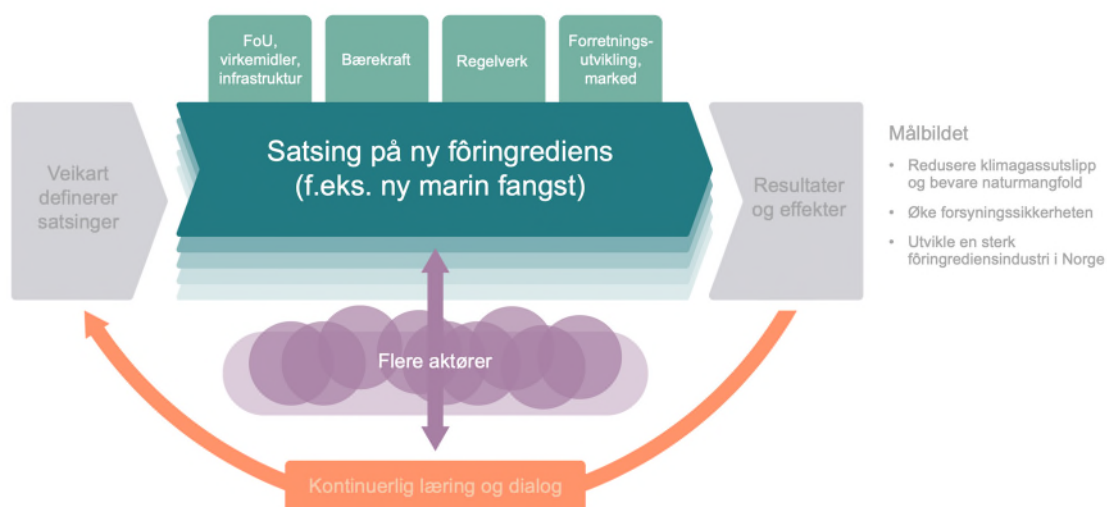 FoU,
virkemidler,
infrastruktur
Bærekraft
Regelverk
Forretnings-
utvikling,
marked
Veikart
definerer
satsinger
Satsing på ny fôringrediens
(f.eks. ny marin fangst)
Resultater
og effekter
Målbildet
• Redusere klimagassutslipp
og bevare naturmangfold
• Øke forsyningssikkerheten
• Utvikle en sterk
fôringrediensindustri i Norge
Flere aktører
Kontinuerlig læring og dialog